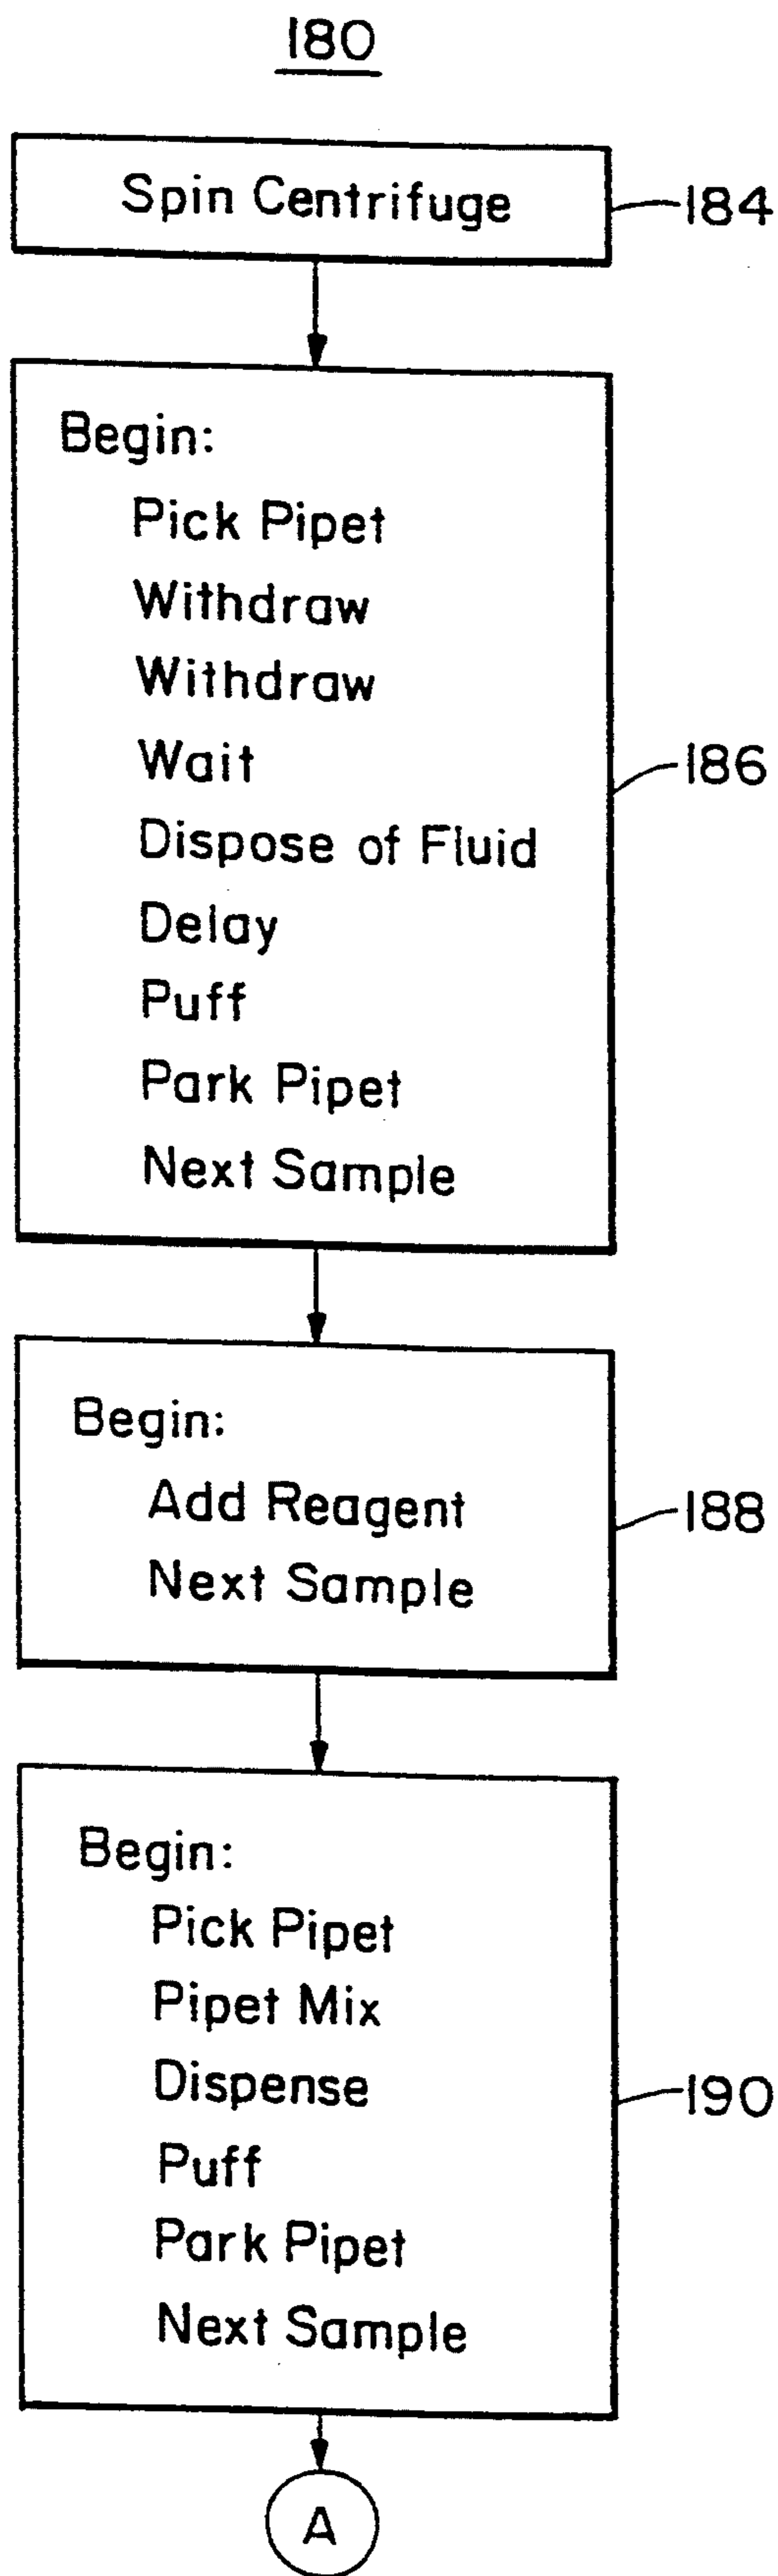 180
Spin Centrifuge
184
Begin:
Pick Pipet
Withdraw
Withdraw
Wait
Dispose of Fluid
Delay
Puff
Park Pipet
Next Sample
186
Begin:
Add Reagent
Next Sample
188
Begin:
Pick Pipet
Pipet Mix
Dispense
Puff
Park Pipet
Next Sample
190
A